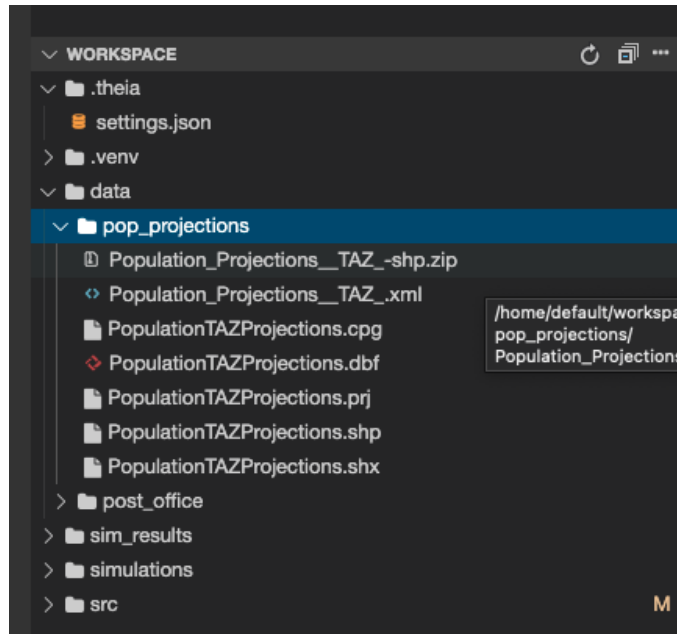 WORKSPACE
.theia
settings.json
.venv
data
pop_projections
Population_Projections__TAZ_-shp.zip
Population_Projections__TAZ_.xml
/home/default/workspa
PopulationTAZProjections.cpg
pop_projections/
PopulationTAZProjections.dbf
Population_Projections
PopulationTAZProjections.prj
PopulationTAZProjections.shp
PopulationTAZProjections.shx
post_office
sim_results
simulations
src M